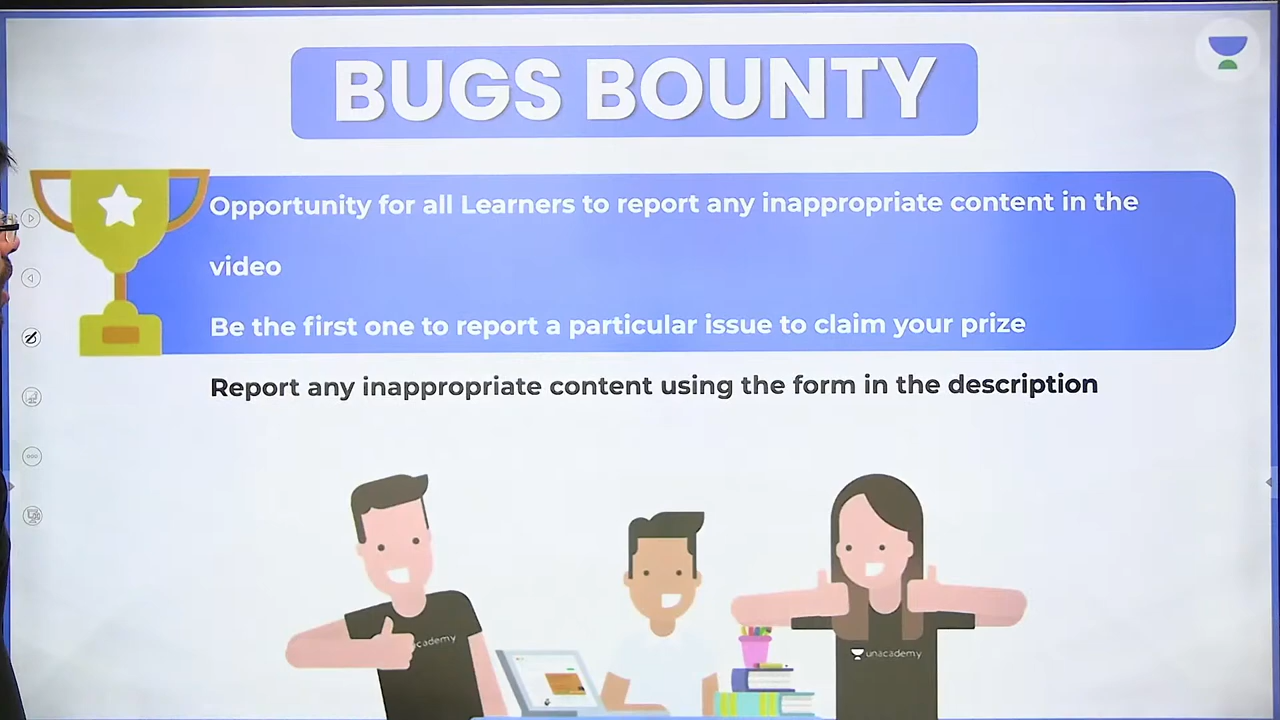 BUGS BOUNTY
Opportunity for all Learners to report any inappropriate content in the
video
Be the first one to report a particular issue to claim your prize
Report any inappropriate content using the form in the description
academy
unacademy